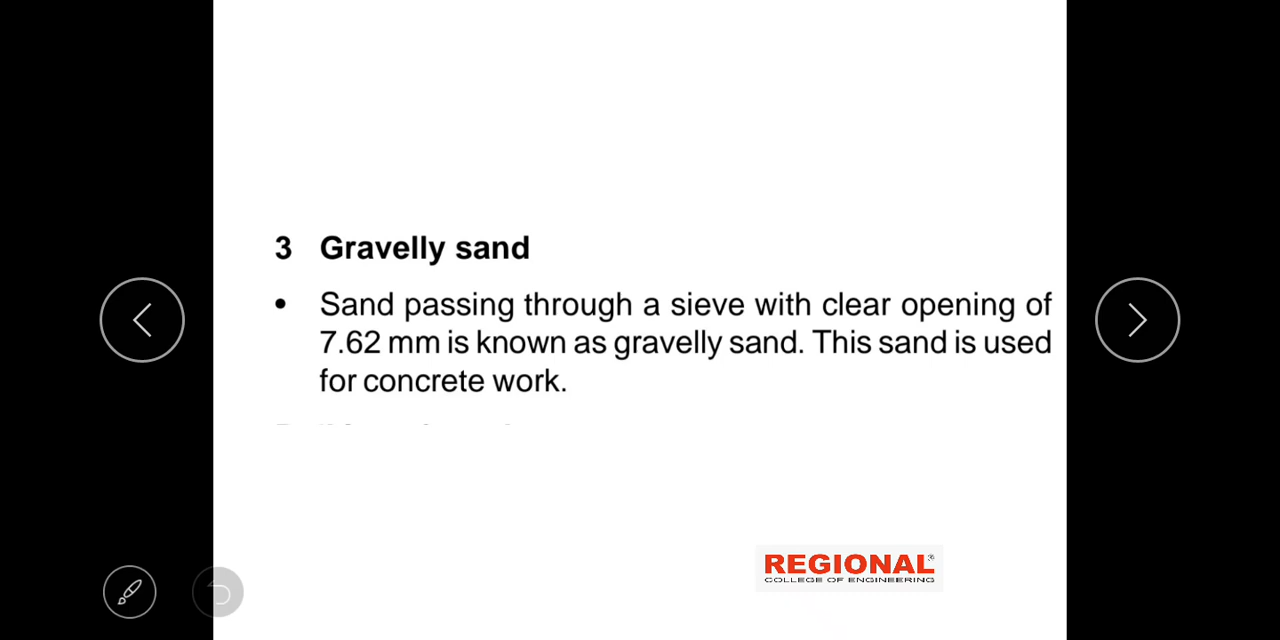 3 Gravelly sand
• Sand passing through a sieve with clear opening of
7.62 mm is known as gravelly sand. This sand is used
for concrete work.
REGIONAL
COLLEGE OF ENGINEERING